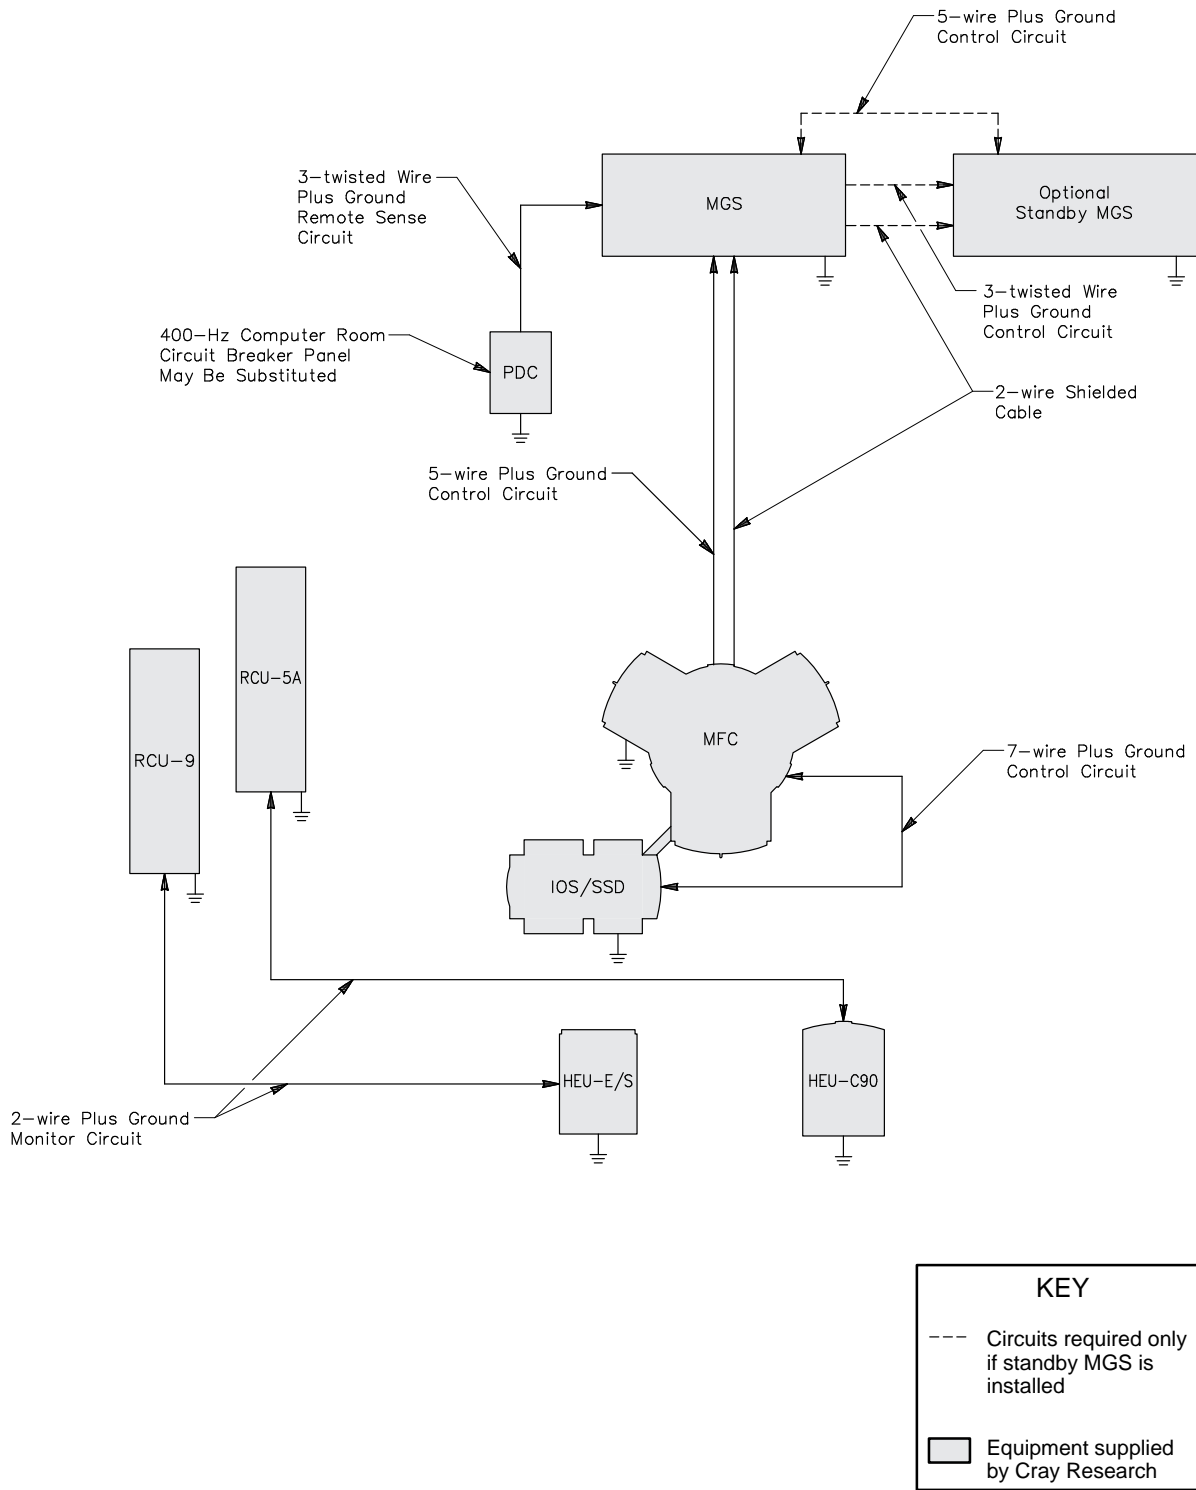 5-wire Plus Ground
Control Circuit
3-twisted Wire
Plus Ground
Remote Sense
Circuit
MGS
Optional
Standby MGS
3-twisted Wire
Plus Ground
Control Circuit
400-Hz Computer Room
Circuit Breaker Panel
May Be Substituted
PDC
2-wire Shielded
Cable
5-wire Plus Ground
Control Circuit
RCU-5A
RCU-9
MFC
7-wire Plus Ground
Control Circuit
IOS/SSD
HEU-E/S
HEU-C90
2-wire Plus Ground
Monitor Circuit
KEY
Circuits required only
if standby MGS is
installed
Equipment supplied
by Cray Research